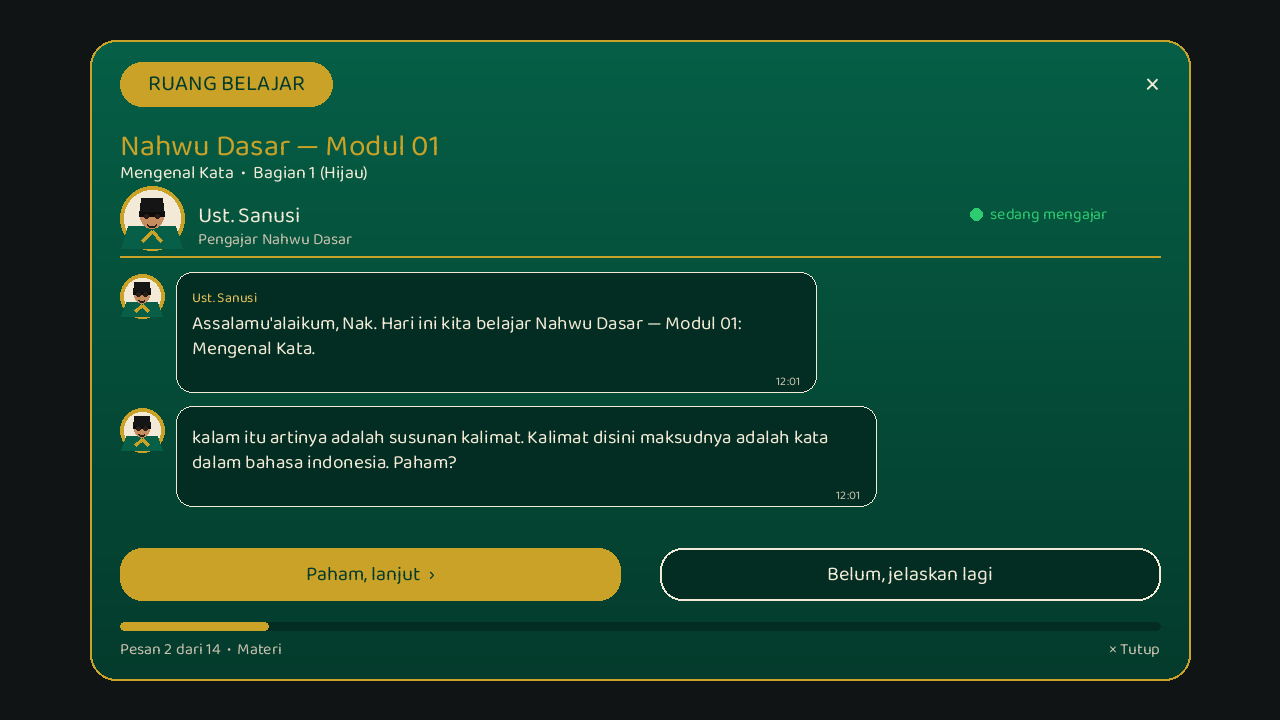 RUANG BELAJAR
×
Nahwu Dasar — Modul 01
Mengenal Kata • Bagian 1 (Hijau)
Ust. Sanusi
sedang mengajar
Pengajar Nahwu Dasar
Ust. Sanusi
Assalamu'alaikum, Nak. Hari ini kita belajar Nahwu Dasar — Modul 01:
Mengenal Kata.
12:01
kalam itu artinya adalah susunan kalimat. Kalimat disini maksudnya adalah kata
dalam bahasa indonesia. Paham?
12:01
Paham, lanjut ›
Belum, jelaskan lagi
Pesan 2 dari 14 • Materi
× Tutup